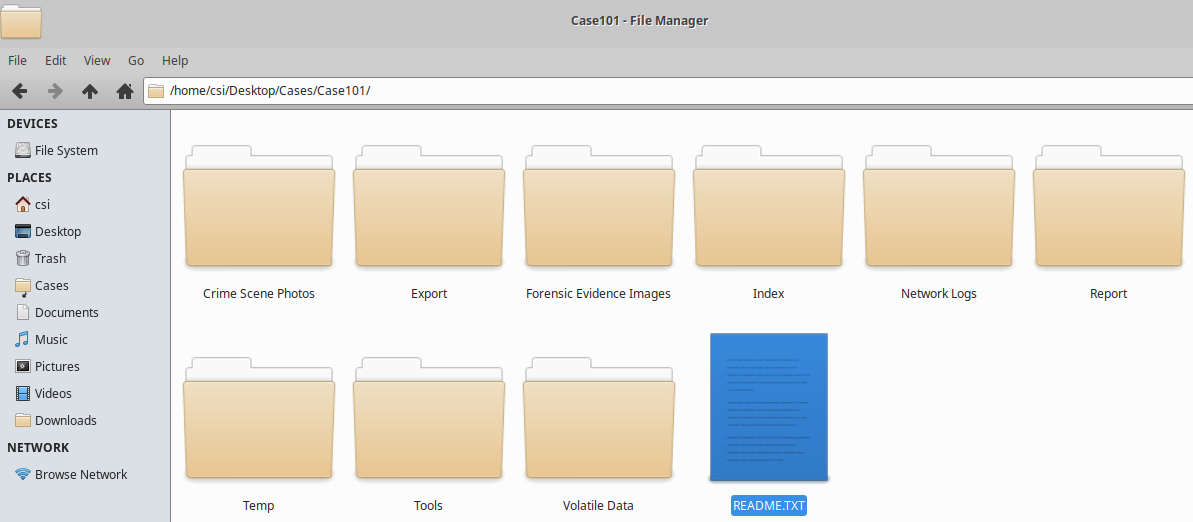 Case101 - File Manager
File Edit View Go Help
/home/csi/Desktop/Cases/Case101/
DEVICES
File System
PLACES
csi
Desktop
Trash
Cases
Documents
Music
Pictures
Videos
Downloads
NETWORK
Browse Network
Crime Scene Photos Export Forensic Evidence Images Index Network Logs Report
Temp Tools Volatile Data README.TXT